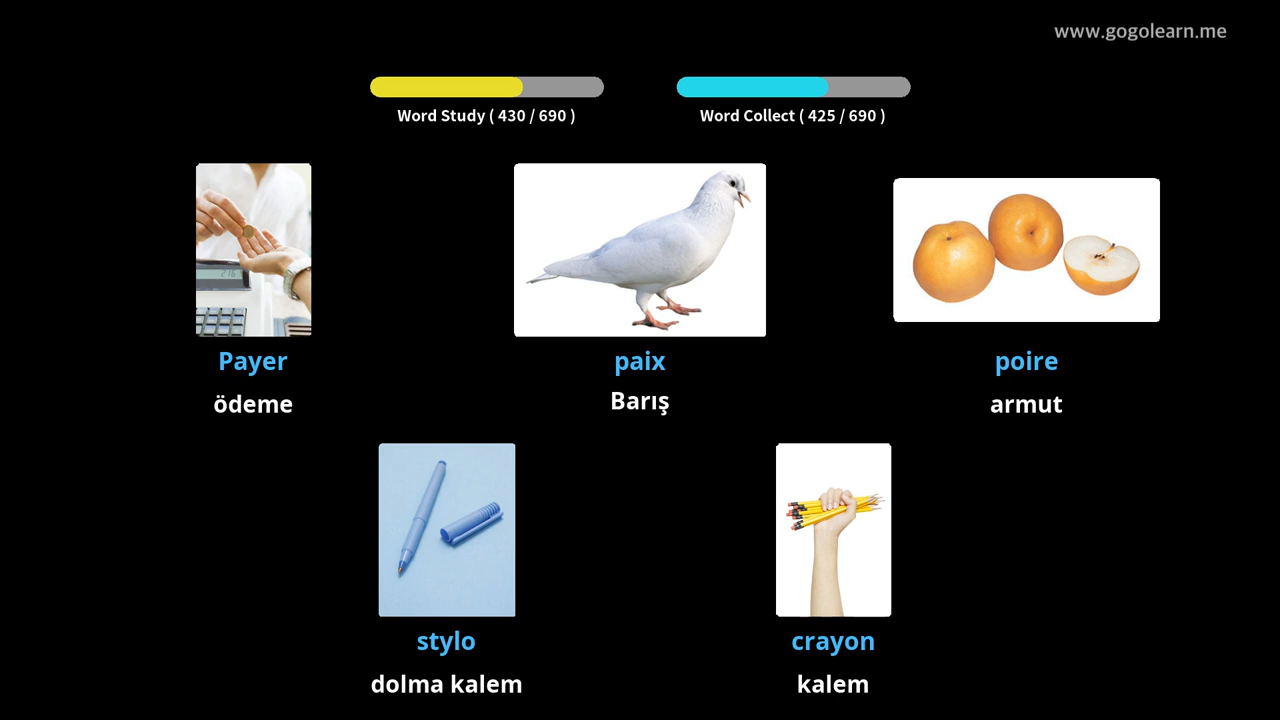 www.gogolearn.me
Word Study ( 430 / 690 )
Word Collect ( 425 / 690 )
Payer
ödeme
paix
Barış
poire
armut
stylo
dolma kalem
crayon
kalem